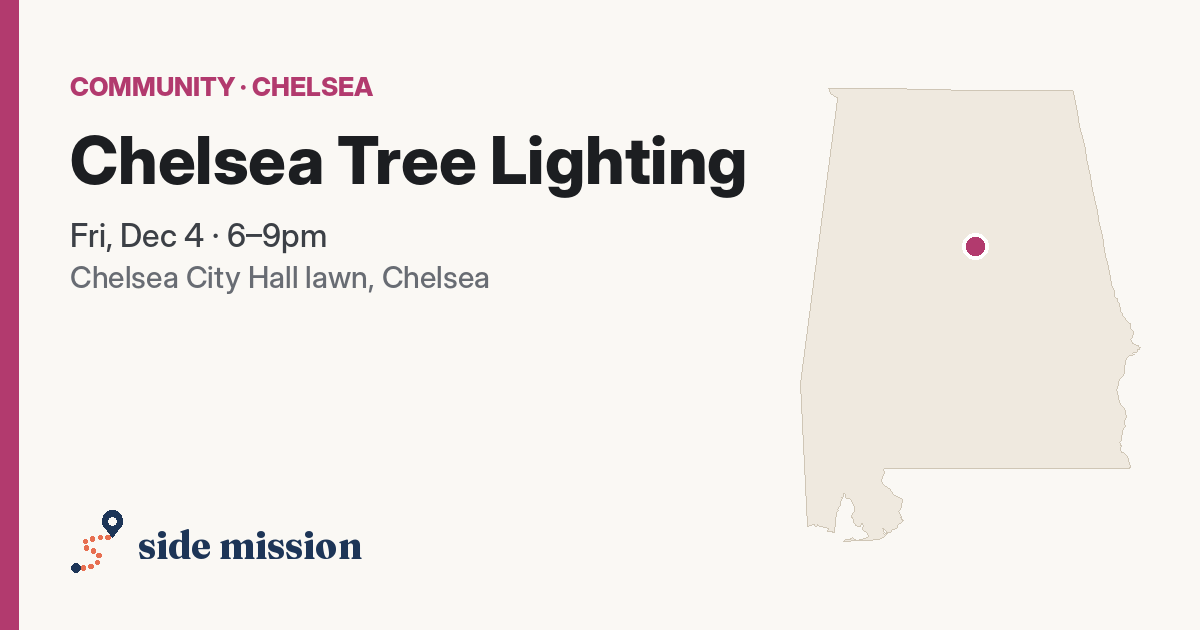 COMMUNITY · CHELSEA
Chelsea Tree Lighting
Fri, Dec 4 · 6–9pm
Chelsea City Hall lawn, Chelsea
side mission